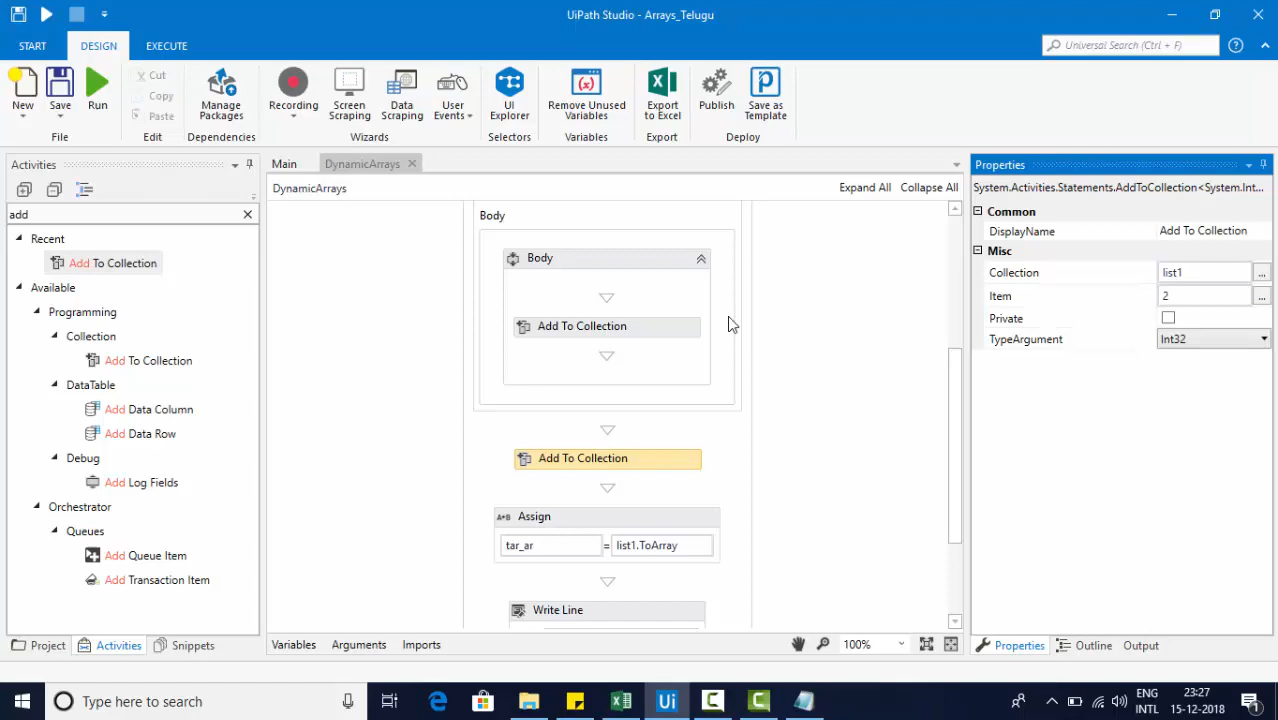 UiPath Studio - Arrays_Telugu
START DESIGN EXECUTE
Universal Search (Ctrl + F)
New Save Run
Cut
Copy
Paste
Manage Packages
Recording
Screen Scraping
Data Scraping
User Events
UI Explorer
Remove Unused Variables
Export to Excel
Publish
Save as Template
File Edit Dependencies Wizards Selectors Variables Export Deploy
Activities
Main DynamicArrays
Properties
DynamicArrays
Expand All Collapse All
System.Activities.Statements.AddToCollection<System.Int...
add
Recent
Add To Collection
Available
Programming
Collection
Add To Collection
DataTable
Add Data Column
Add Data Row
Debug
Add Log Fields
Orchestrator
Queues
Add Queue Item
Add Transaction Item
Body
Body
Add To Collection
Add To Collection
A+B Assign
tar_ar = list1.ToArray
Write Line
Common
DisplayName Add To Collection
Misc
Collection list1 ...
Item 2 ...
Private
TypeArgument Int32
Project Activities Snippets
Variables Arguments Imports
100%
Properties Outline Output
Type here to search
Ui
ENG
INTL
23:27
15-12-2018
1